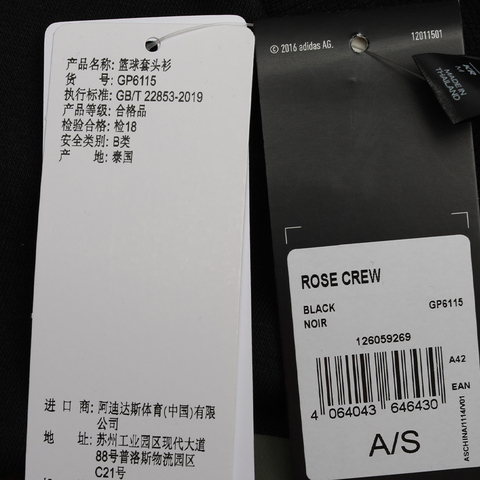 产品名称: 篮球套头衫
货 号: GP6115
执行标准: GB/T 22853-2019
产品等级: 合格品
检验合格: 检18
安全类别: B类
产 地: 泰国
进 口 商: 阿迪达斯体育(中国)有限
公司
地 址: 苏州工业园区现代大道
88号普洛斯物流园区
C21号
© 2016 adidas AG.
12011501
MADE IN
THAILAND
ROSE CREW
BLACK
NOIR
GP6115
126059269
A42
EAN
4 064043 646430
A/S
ASCHINA/1114/V01